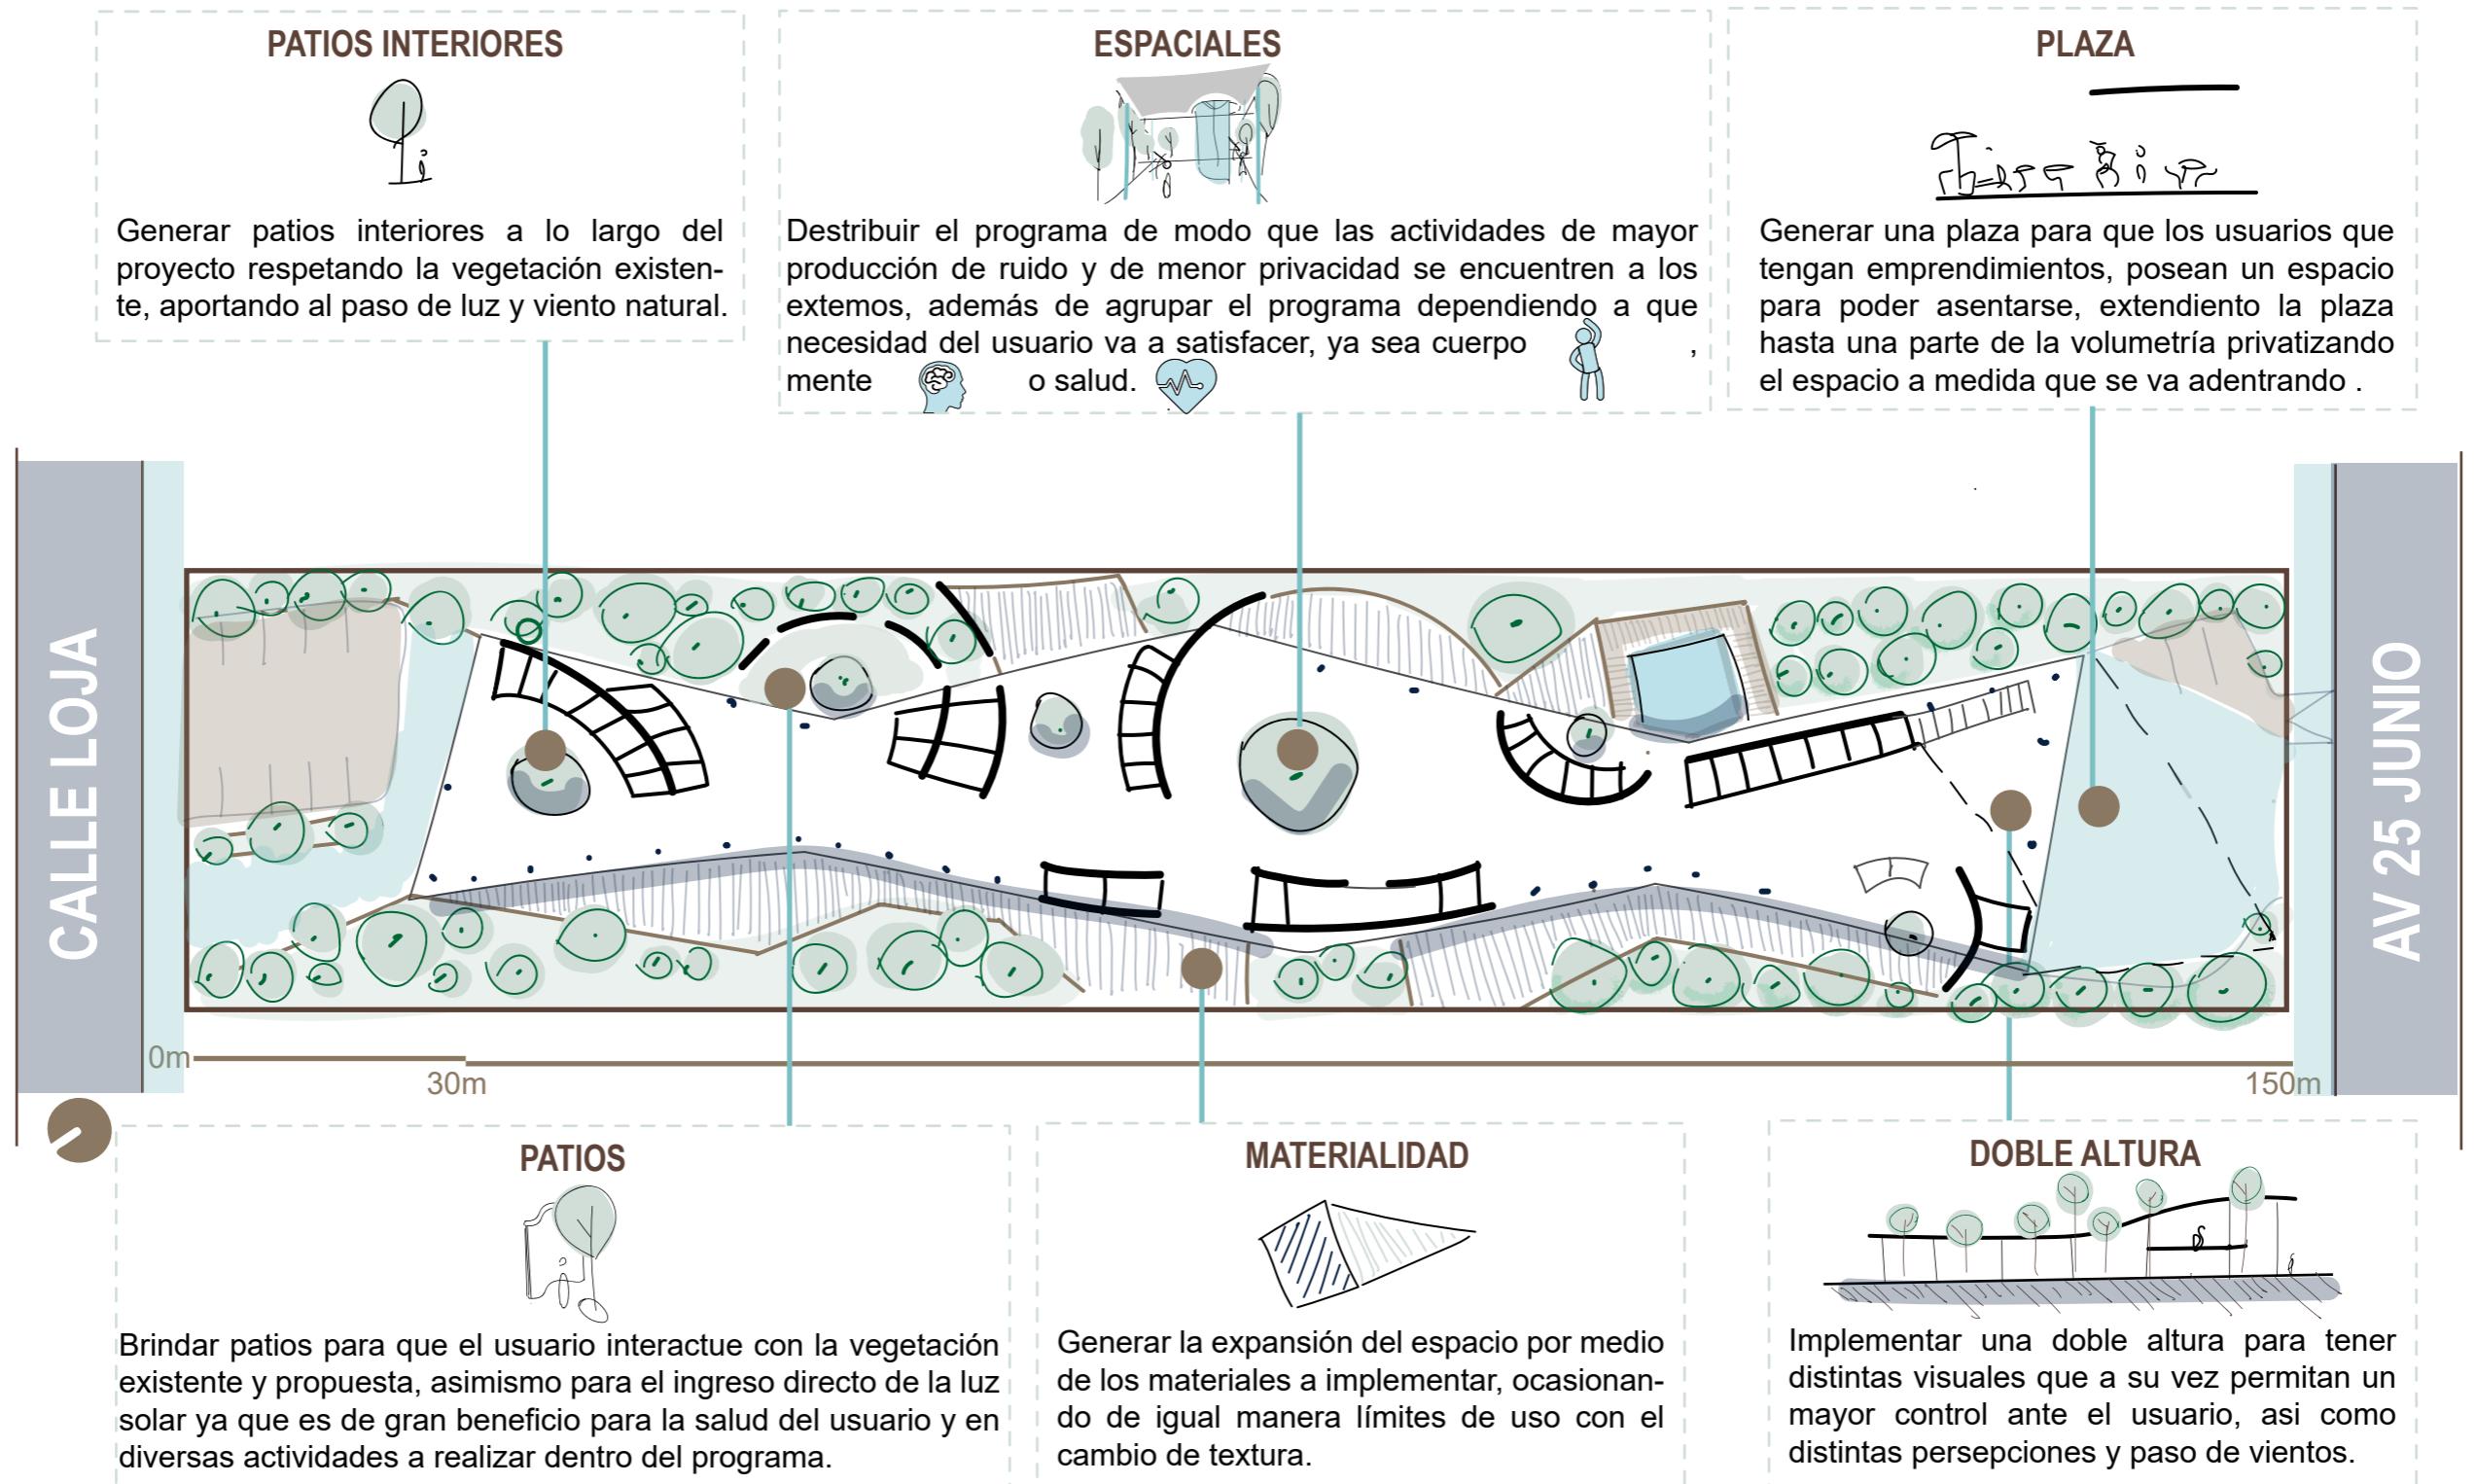 PATIOS INTERIORES
Generar patios interiores a lo largo del
proyecto respetando la vegetación existen-
te, aportando al paso de luz y viento natural.
ESPACIALES
Destribuir el programa de modo que las actividades de mayor
producción de ruido y de menor privacidad se encuentren a los
extemos, además de agrupar el programa dependiendo a que
necesidad del usuario va a satisfacer, ya sea cuerpo ,
mente o salud.
PLAZA
Generar una plaza para que los usuarios que
tengan emprendimientos, posean un espacio
para poder asentarse, extendiento la plaza
hasta una parte de la volumetría privatizando
el espacio a medida que se va adentrando .
CALLE LOJA
AV 25 JUNIO
0m
30m
150m
PATIOS
Brindar patios para que el usuario interactue con la vegetación
existente y propuesta, asimismo para el ingreso directo de la luz
solar ya que es de gran beneficio para la salud del usuario y en
diversas actividades a realizar dentro del programa.
MATERIALIDAD
Generar la expansión del espacio por medio
de los materiales a implementar, ocasionan-
do de igual manera límites de uso con el
cambio de textura.
DOBLE ALTURA
Implementar una doble altura para tener
distintas visuales que a su vez permitan un
mayor control ante el usuario, asi como
distintas persepciones y paso de vientos.